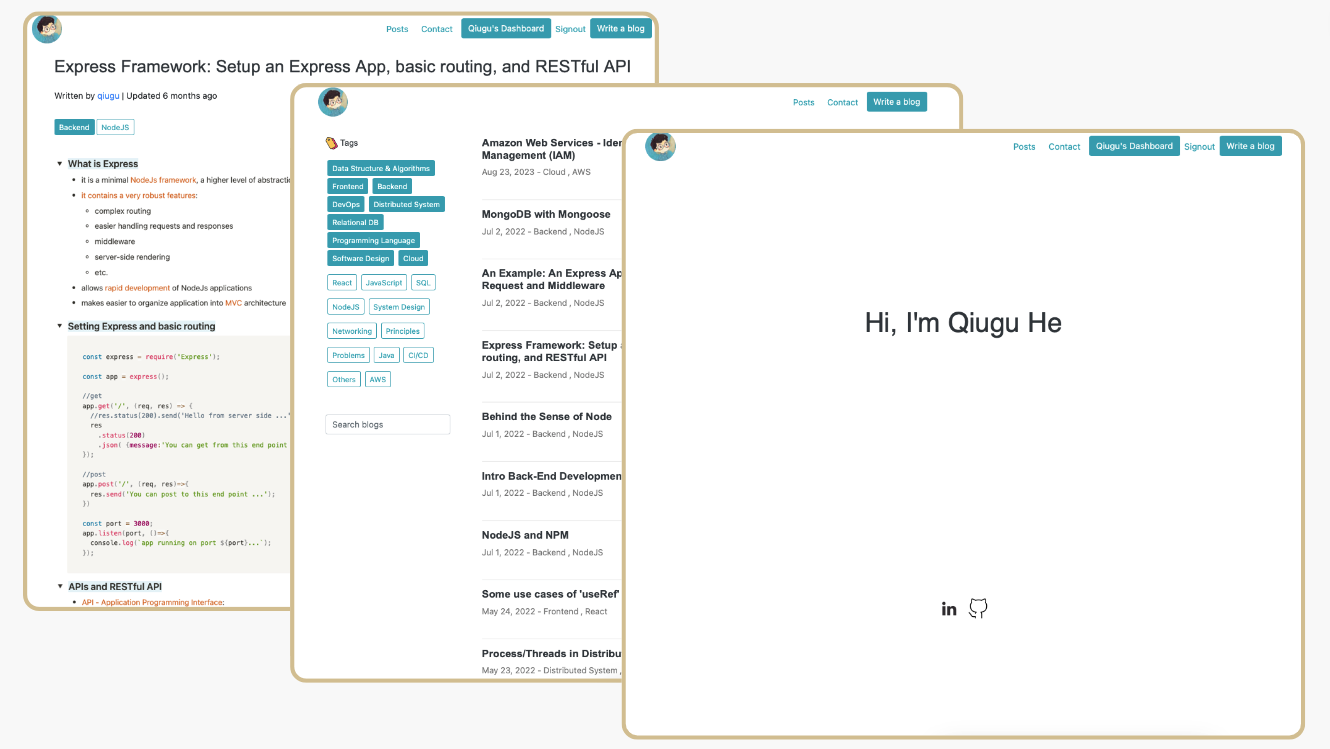 Posts Contact Qiugu's Dashboard Signout Write a blog
Express Framework: Setup an Express App, basic routing, and RESTful API
Written by qiugu | Updated 6 months ago
Backend NodeJS
What is Express
it is a minimal NodeJs framework, a higher level of abstractio
it contains a very robust features:
complex routing
easier handling requests and responses
middleware
server-side rendering
etc.
allows rapid development of NodeJs applications
makes easier to organize application into MVC architecture
Setting Express and basic routing
const express = require('Express');
const app = express();
//get
app.get('/', (req, res) => {
//res.status(200).send('Hello from server side ...'
res
.status(200)
.json( {message:'You can get from this end point
});
//post
app.post('/', (req, res)=>{
res.send('You can post to this end point ...');
})
const port = 3000;
app.listen(port, ()=>{
console.log(`app running on port ${port}...`);
});
APIs and RESTful API
API - Application Programming Interface:
Posts Contact Write a blog
Tags
Data Structure & Algorithms
Frontend Backend
DevOps Distributed System
Relational DB
Programming Language
Software Design Cloud
React JavaScript SQL
NodeJS System Design
Networking Principles
Problems Java CI/CD
Others AWS
Search blogs
Amazon Web Services - Iden
Management (IAM)
Aug 23, 2023 - Cloud , AWS
MongoDB with Mongoose
Jul 2, 2022 - Backend , NodeJS
An Example: An Express Ap
Request and Middleware
Jul 2, 2022 - Backend , NodeJS
Express Framework: Setup
routing, and RESTful API
Jul 2, 2022 - Backend , NodeJS
Behind the Sense of Node
Jul 1, 2022 - Backend , NodeJS
Intro Back-End Developmen
Jul 1, 2022 - Backend , NodeJS
NodeJS and NPM
Jul 1, 2022 - Backend , NodeJS
Some use cases of 'useRef'
May 24, 2022 - Frontend , React
Process/Threads in Distribu
May 23, 2022 - Distributed System ,
Posts Contact Qiugu's Dashboard Signout Write a blog
Hi, I'm Qiugu He
in